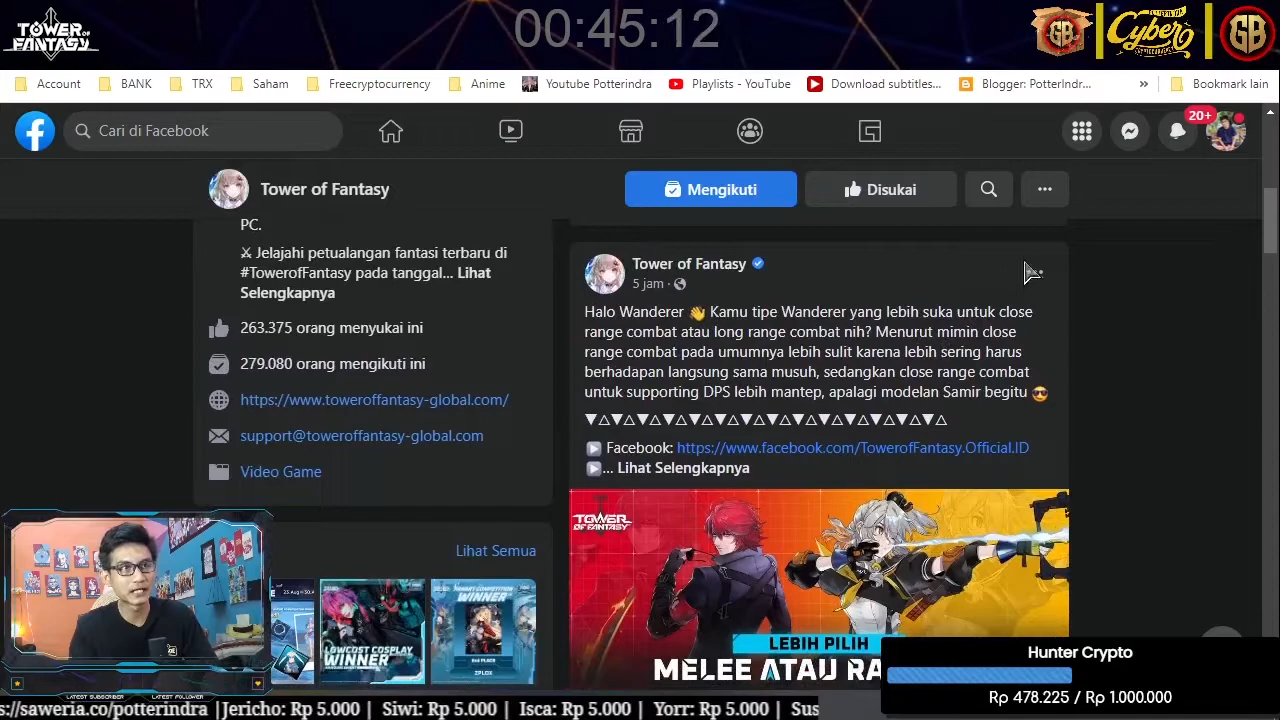 TOWER OF FANTASY
00:45:12
GB
Cyber
GB
Account
BANK
TRX
Saham
Freecryptocurrency
Anime
Youtube Potterindra
Playlists - YouTube
Download subtitles...
Blogger: PotterIndr...
»
Bookmark lain
Cari di Facebook
20+
Tower of Fantasy
Mengikuti
Disukai
PC.
⚔ Jelajahi petualangan fantasi terbaru di
#TowerofFantasy pada tanggal... Lihat
Selengkapnya
263.375 orang menyukai ini
279.080 orang mengikuti ini
https://www.toweroffantasy-global.com/
support@toweroffantasy-global.com
Video Game
Lihat Semua
LOWCOST COSPLAY
WINNER
WINNER
Tower of Fantasy
5 jam ·
Halo Wanderer 👋 Kamu tipe Wanderer yang lebih suka untuk close
range combat atau long range combat nih? Menurut mimin close
range combat pada umumnya lebih sulit karena lebih sering harus
berhadapan langsung sama musuh, sedangkan close range combat
untuk supporting DPS lebih mantep, apalagi modelan Samir begitu 😎
▼△▼△▼△▼△▼△▼△▼△▼△▼△▼△▼△▼△▼△▼△
▶ Facebook: https://www.facebook.com/TowerofFantasy.Official.ID
▶... Lihat Selengkapnya
TOWER OF FANTASY
LEBIH PILIH
MELEE ATAU RA
Hunter Crypto
Rp 478.225 / Rp 1.000.000
LATEST SUBSCRIBER
LATEST FOLLOWER
s://saweria.co/potterindra |Jericho: Rp 5.000 | Siwi: Rp 5.000 | Isca: Rp 5.000 | Yorr: Rp 5.000 | Sus